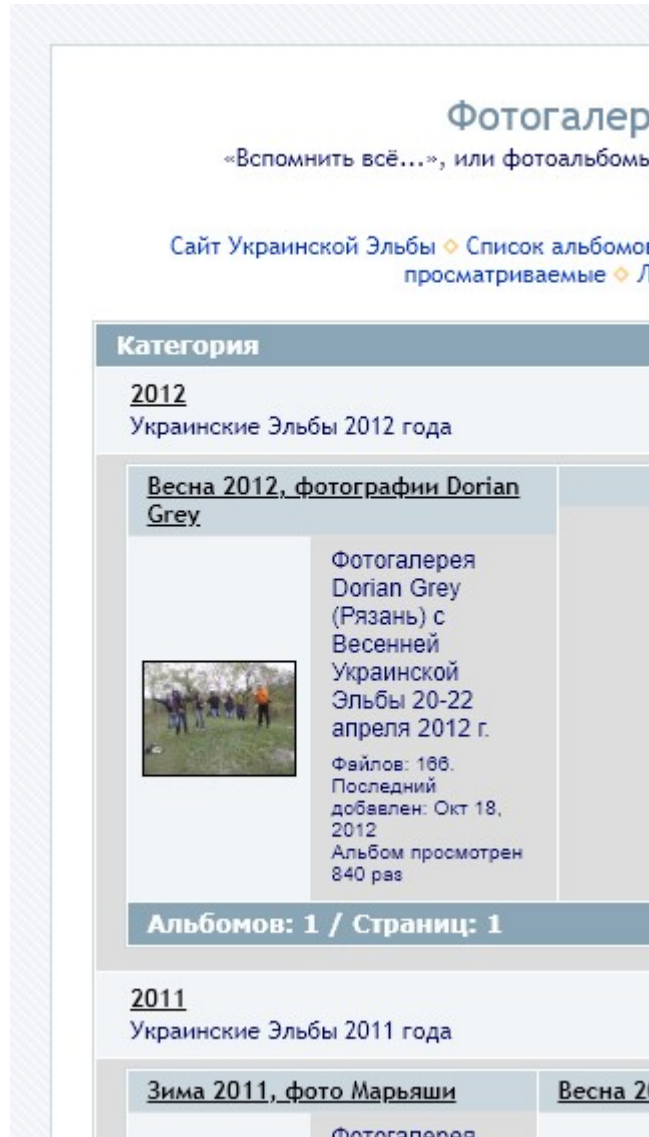 Фотогалер
«Вспомнить всё...», или фотоальбомы
Сайт Украинской Эльбы ◇ Список альбомов
просматриваемые ◇ Л
Категория
2012
Украинские Эльбы 2012 года
Весна 2012, фотографии Dorian
Grey
Фотогалерея
Dorian Grey
(Рязань) с
Весенней
Украинской
Эльбы 20-22
апреля 2012 г.
Файлов: 166.
Последний
добавлен: Окт 18,
2012
Альбом просмотрен
840 раз
Альбомов: 1 / Страниц: 1
2011
Украинские Эльбы 2011 года
Зима 2011, фото Марьяши
Весна 20
Фотогалерея